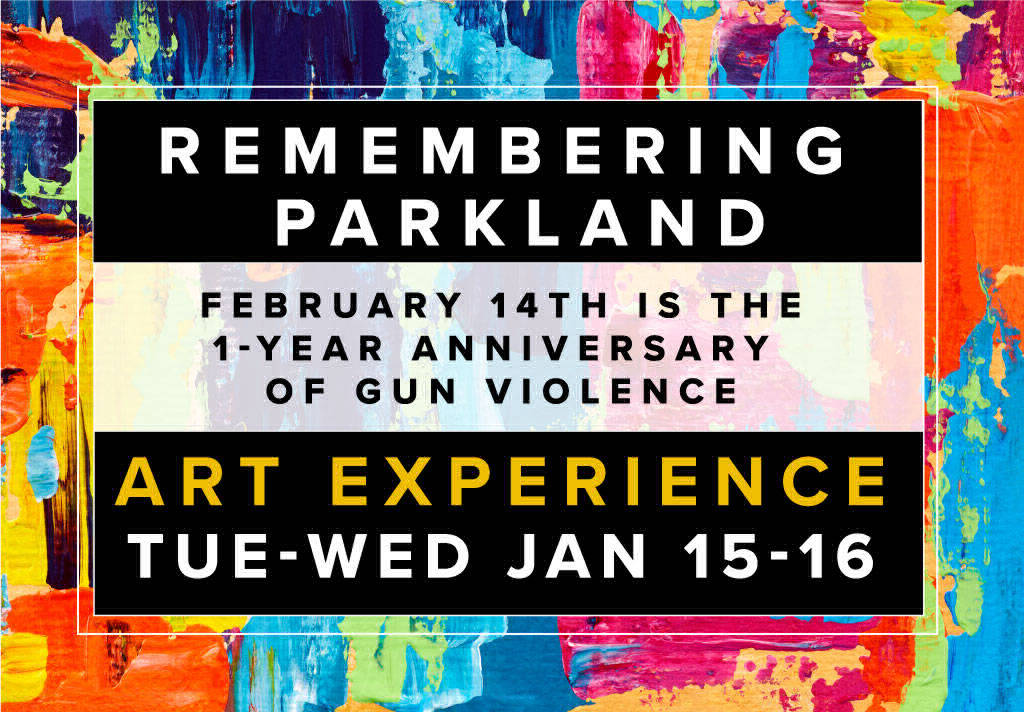 REMEMBERING
PARKLAND
FEBRUARY 14TH IS THE
1-YEAR ANNIVERSARY
OF GUN VIOLENCE
ART EXPERIENCE
TUE-WED JAN 15-16